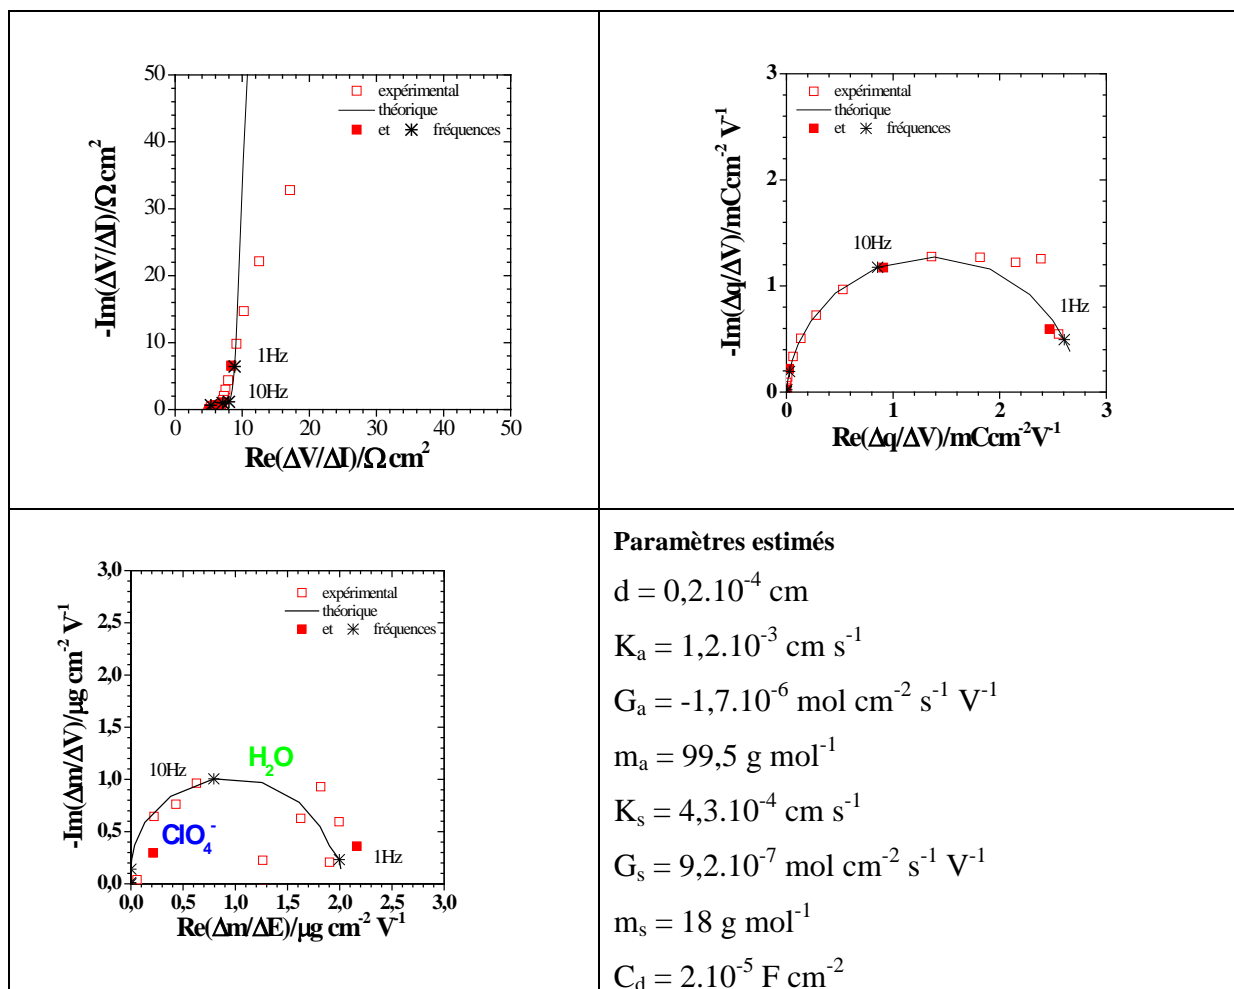 50
40
30
20
10
0
-Im(ΔV/ΔI)/Ω cm²
expérimental
théorique
et fréquences
1Hz
10Hz
0 10 20 30 40 50
Re(ΔV/ΔI)/Ω cm²
3
2
1
0
-Im(Δq/ΔV)/mCcm⁻² V⁻¹
expérimental
théorique
et fréquences
10Hz
1Hz
0 1 2 3
Re(Δq/ΔV)/mCcm⁻²V⁻¹
3,0
2,5
2,0
1,5
1,0
0,5
0,0
-Im(Δm/ΔV)/µg cm⁻² V⁻¹
expérimental
théorique
et fréquences
H₂O
10Hz
ClO₄⁻
1Hz
0,0 0,5 1,0 1,5 2,0 2,5 3,0
Re(Δm/ΔE)/µg cm⁻² V⁻¹
Paramètres estimés
d = 0,2.10⁻⁴ cm
Kₐ = 1,2.10⁻³ cm s⁻¹
Gₐ = -1,7.10⁻⁶ mol cm⁻² s⁻¹ V⁻¹
mₐ = 99,5 g mol⁻¹
Kₛ = 4,3.10⁻⁴ cm s⁻¹
Gₛ = 9,2.10⁻⁷ mol cm⁻² s⁻¹ V⁻¹
mₛ = 18 g mol⁻¹
C_d = 2.10⁻⁵ F cm⁻²